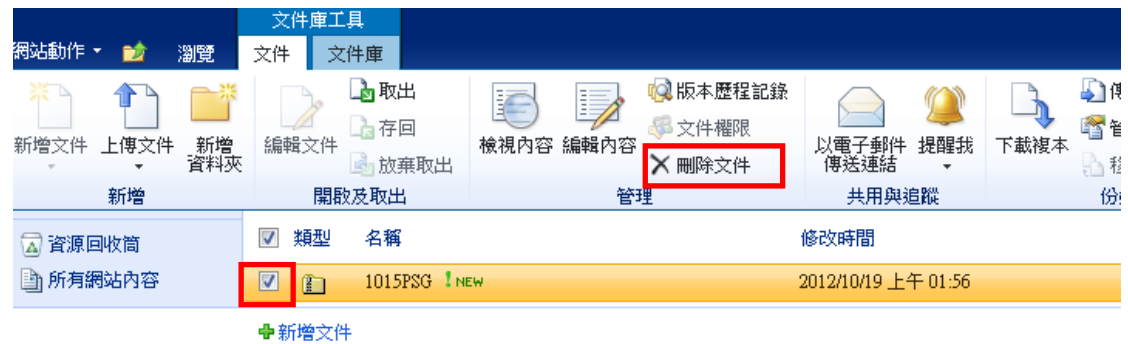 文件庫工具
網站動作 瀏覽 文件 文件庫
新增文件 上傳文件 新增資料夾 編輯文件 取出 存回 放棄取出 檢視內容 編輯內容 版本歷程記錄 文件權限 刪除文件 以電子郵件傳送連結 提醒我 下載複本
新增 開啟及取出 管理 共用與追蹤
資源回收筒 類型 名稱 修改時間
所有網站內容 1015PSG NEW 2012/10/19 上午 01:56
新增文件